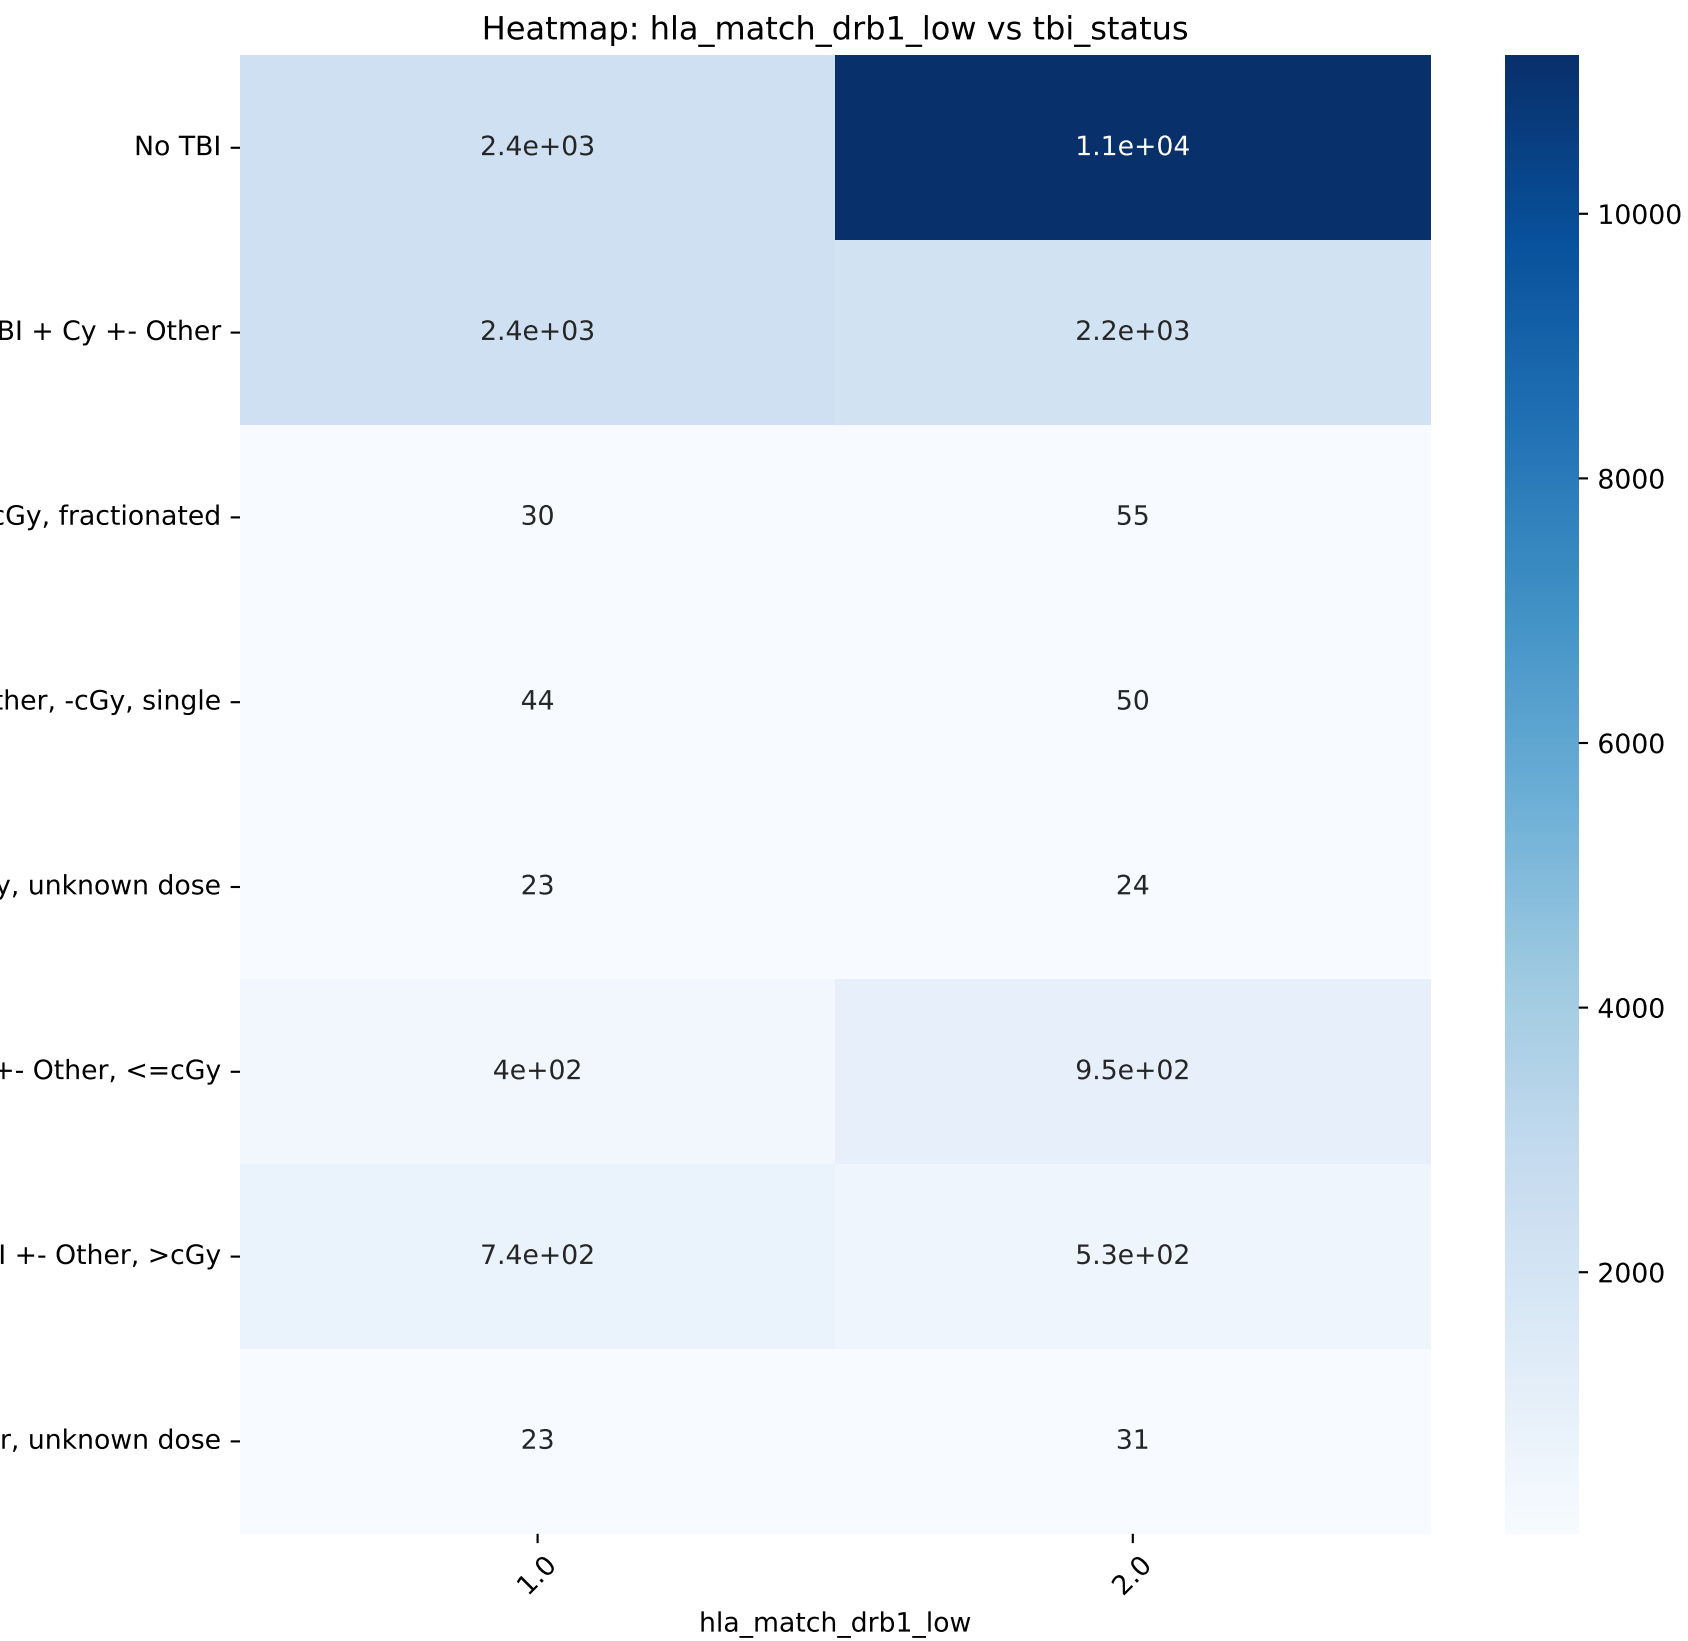 Heatmap: hla_match_drb1_low vs tbi_status
No TBI
2.4e+03
1.1e+04
10000
BI + Cy +- Other
2.4e+03
2.2e+03
8000
cGy, fractionated
30
55
6000
ther, -cGy, single
44
50
y, unknown dose
23
24
4000
+- Other, <=cGy
4e+02
9.5e+02
I +- Other, >cGy
7.4e+02
5.3e+02
2000
r, unknown dose
23
31
1.0
2.0
hla_match_drb1_low